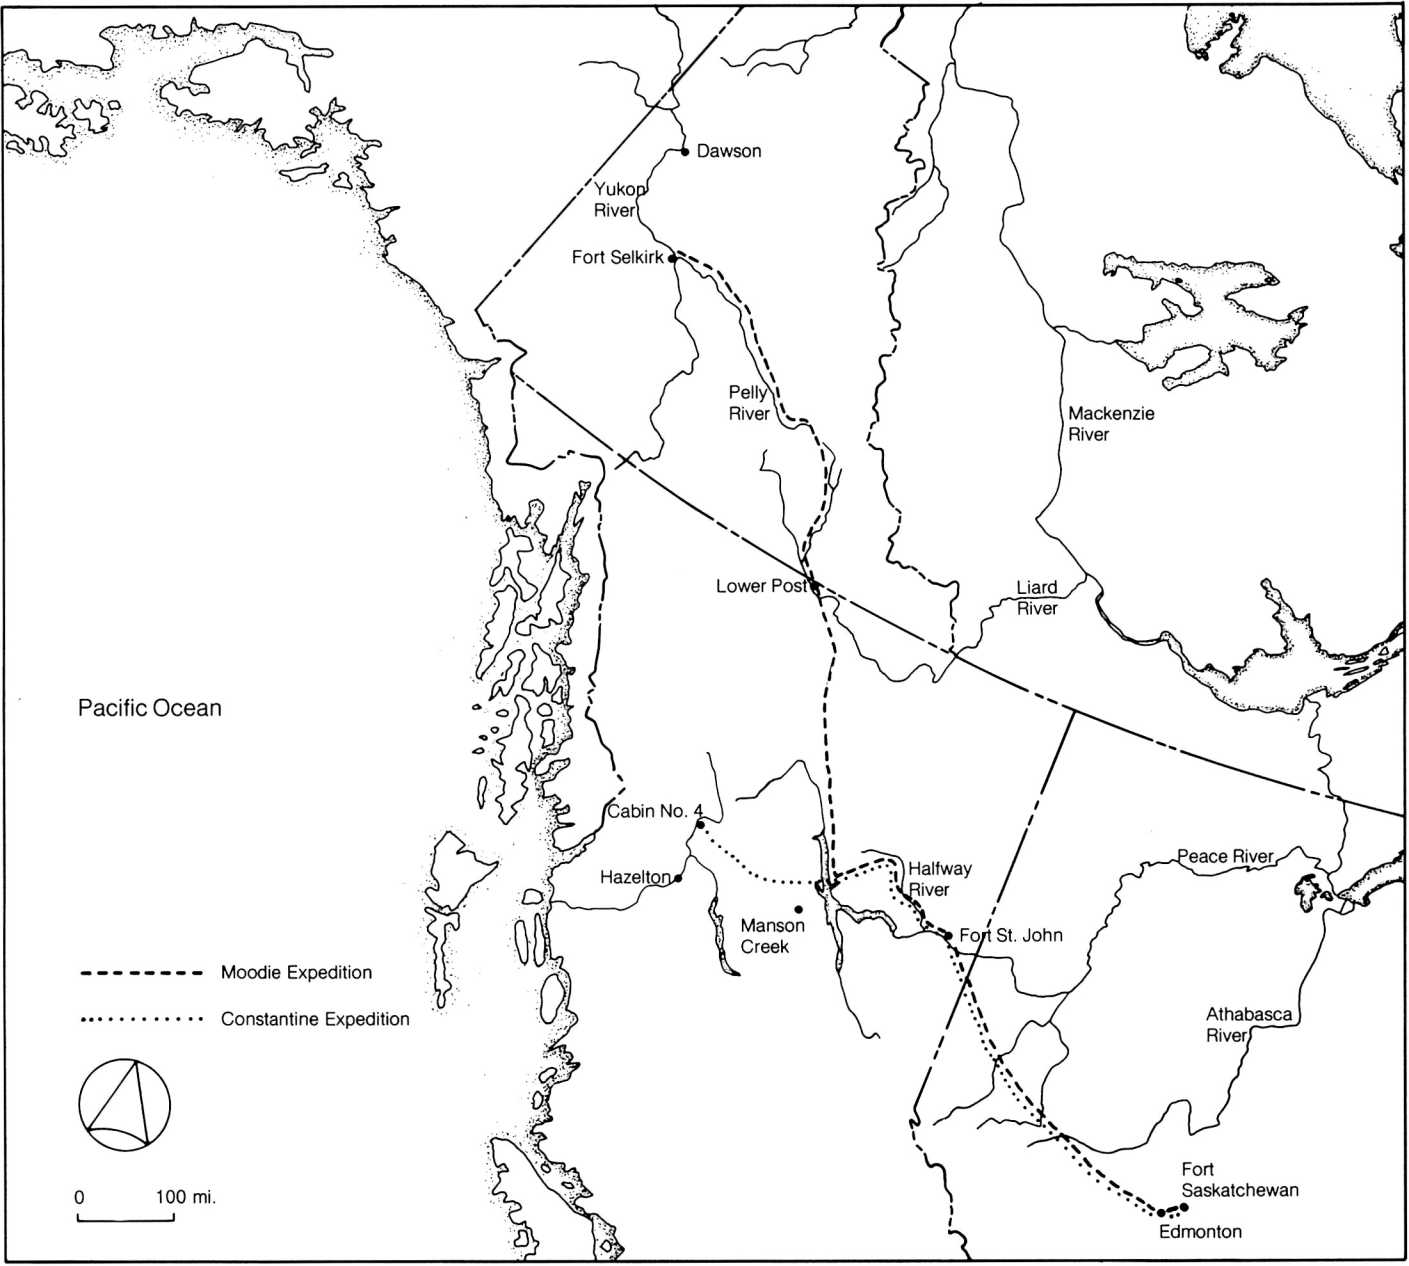 Dawson
Yukon
River
Fort Selkirk
Pelly
River
Mackenzie
River
Lower Post
Liard
River
Pacific Ocean
Cabin No. 4
Hazelton
Halfway
River
Peace River
Manson
Creek
Fort St. John
Moodie Expedition
Constantine Expedition
Athabasca
River
Fort
Saskatchewan
0 100 mi.
Edmonton